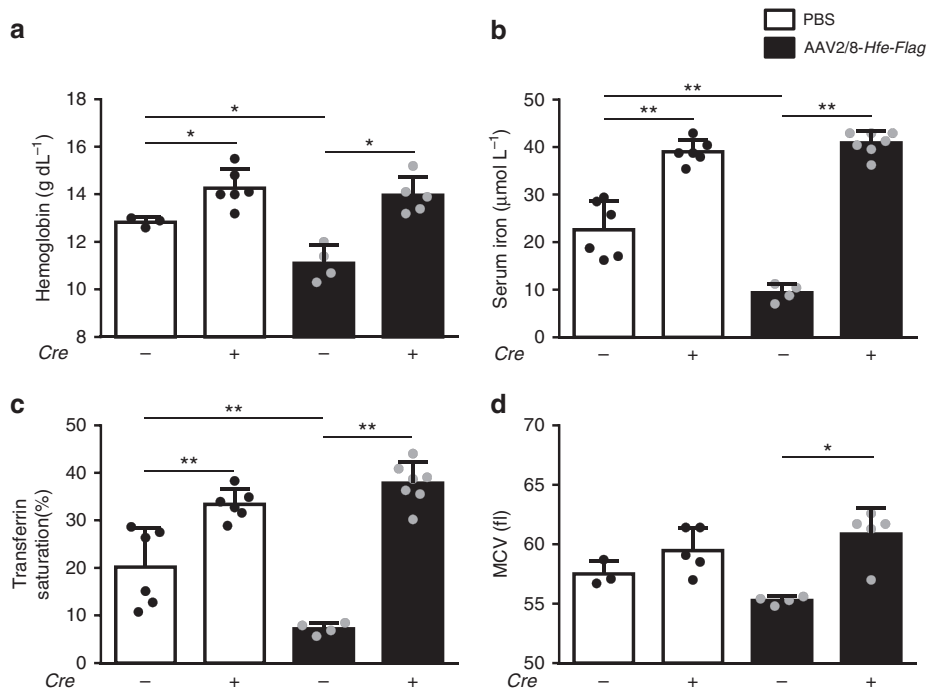 PBS
AAV2/8-Hfe-Flag
a
Hemoglobin (g dL⁻¹)
18
16
14
12
10
8
*
*
*
Cre – + – +
b
Serum iron (μmol L⁻¹)
50
40
30
20
10
0
**
**
**
Cre – + – +
c
Transferrin
saturation(%)
50
40
30
20
10
0
**
**
**
Cre – + – +
d
MCV (fl)
70
65
60
55
50
*
Cre – + – +